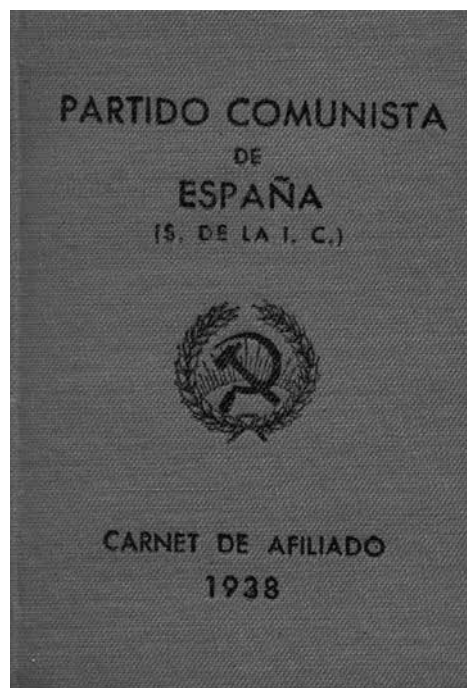 PARTIDO COMUNISTA
DE
ESPAÑA
(S. DE LA I. C.)
CARNET DE AFILIADO
1938